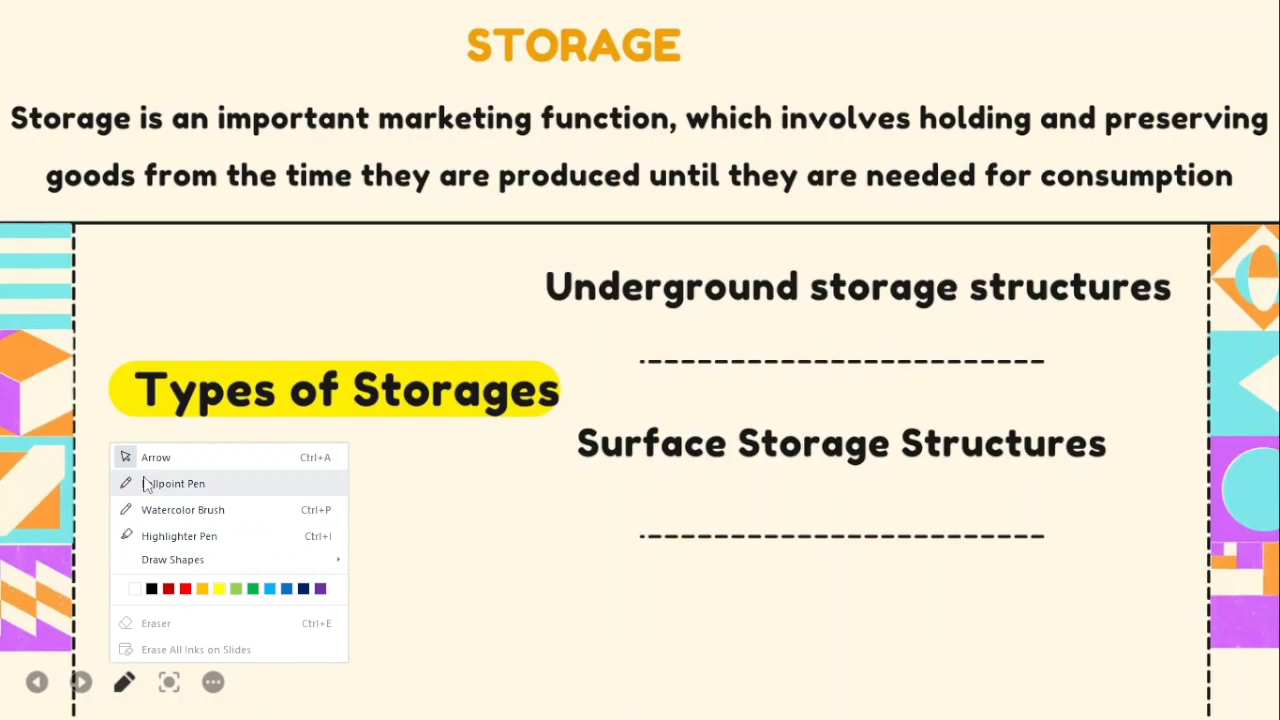 STORAGE
Storage is an important marketing function, which involves holding and preserving
goods from the time they are produced until they are needed for consumption
Underground storage structures
Types of Storages
Surface Storage Structures
Arrow Ctrl+A
Pen
Watercolor Brush Ctrl+P
Highlighter Pen Ctrl+I
Draw Shapes
Eraser Ctrl+E
Erase All Inks on Slides